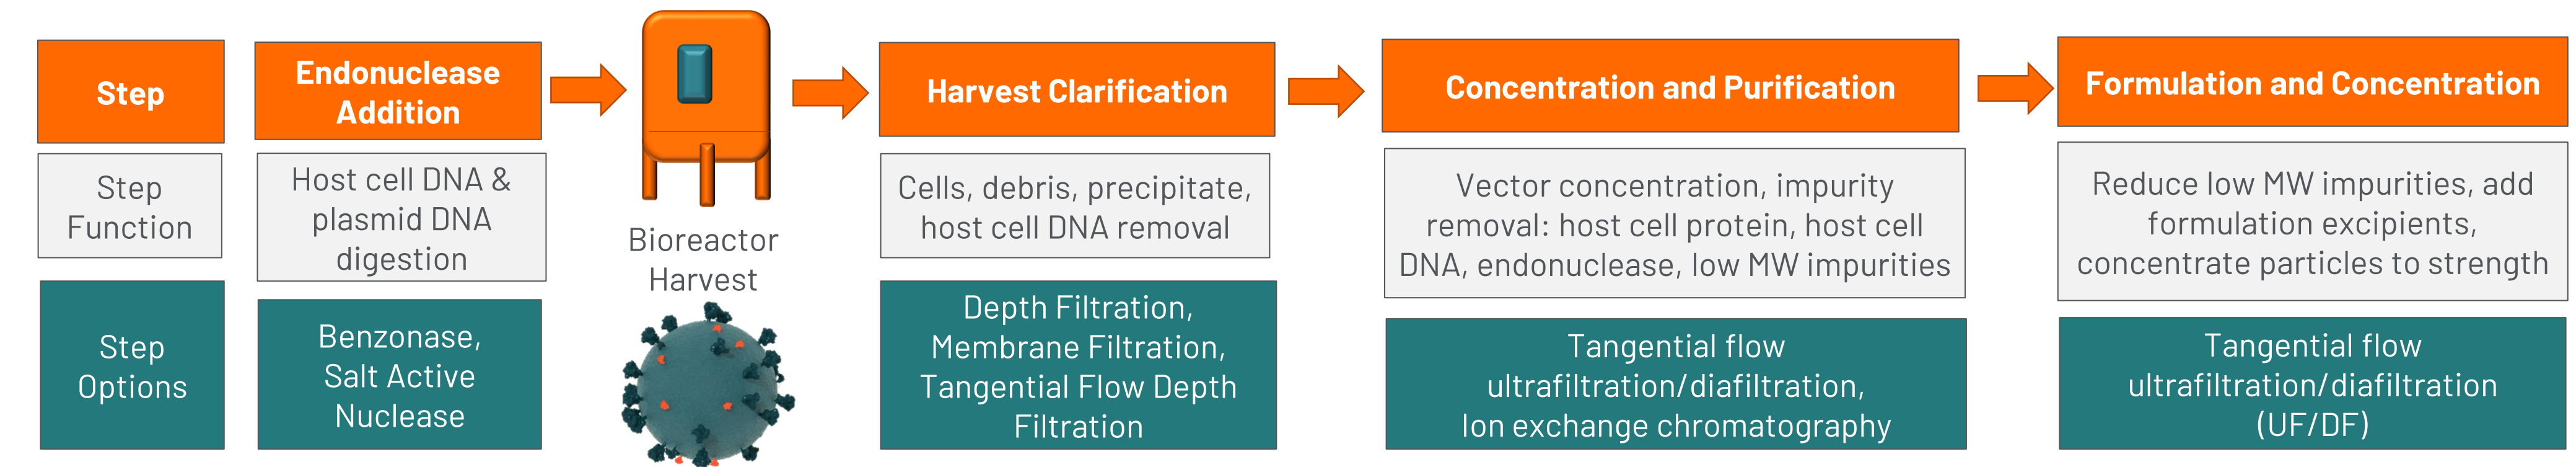 Step
Step
Function
Step
Options
Endonuclease
Addition
Host cell DNA &
plasmid DNA
digestion
Benzonase,
Salt Active
Nuclease
Bioreactor
Harvest
Harvest Clarification
Cells, debris, precipitate,
host cell DNA removal
Depth Filtration,
Membrane Filtration,
Tangential Flow Depth
Filtration
Concentration and Purification
Vector concentration, impurity
removal: host cell protein, host cell
DNA, endonuclease, low MW impurities
Tangential flow
ultrafiltration/diafiltration,
Ion exchange chromatography
Formulation and Concentration
Reduce low MW impurities, add
formulation excipients,
concentrate particles to strength
Tangential flow
ultrafiltration/diafiltration
(UF/DF)